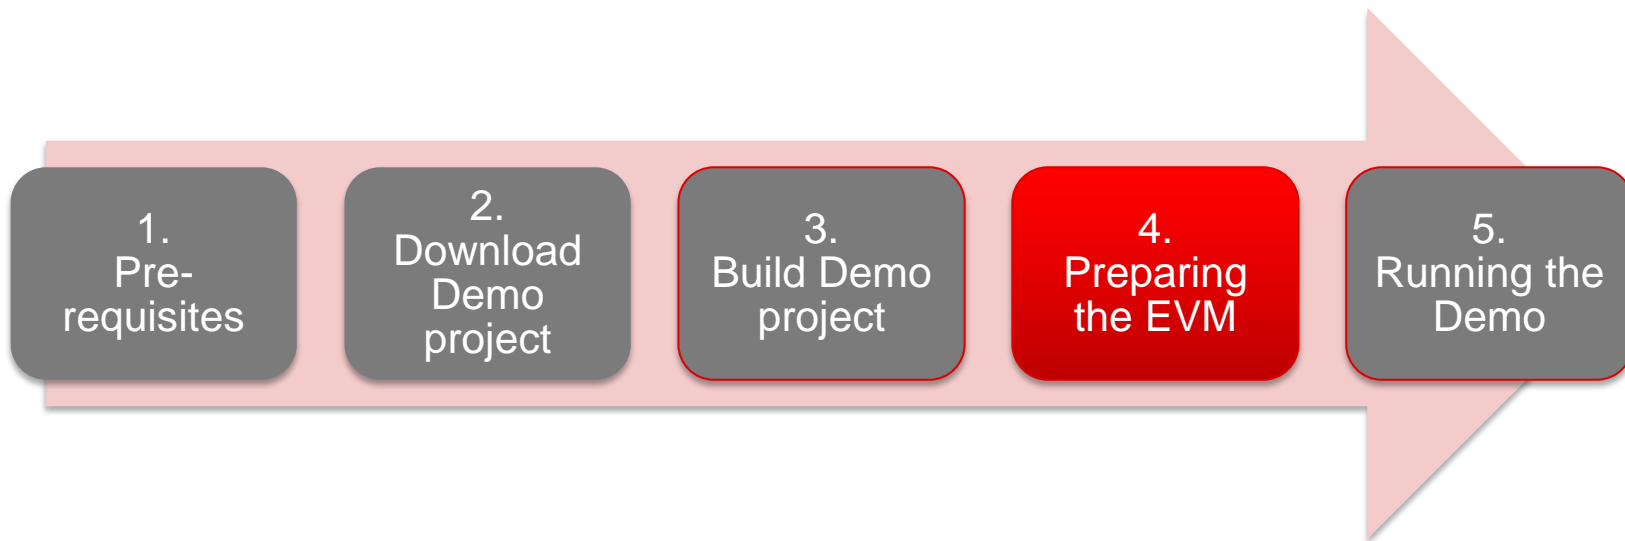 1.
Pre-
requisites
2.
Download
Demo
project
3.
Build Demo
project
4.
Preparing
the EVM
5.
Running the
Demo